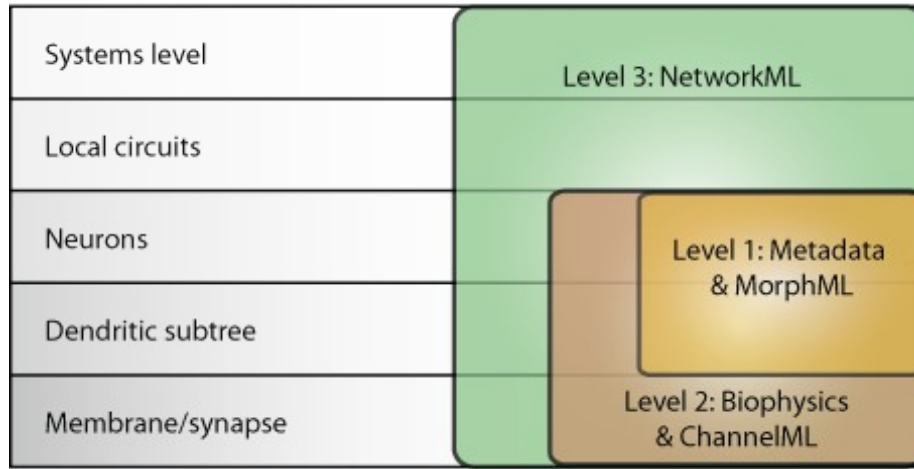 Systems level
Local circuits
Neurons
Dendritic subtree
Membrane/synapse
Level 3: NetworkML
Level 1: Metadata
& MorphML
Level 2: Biophysics
& ChannelML